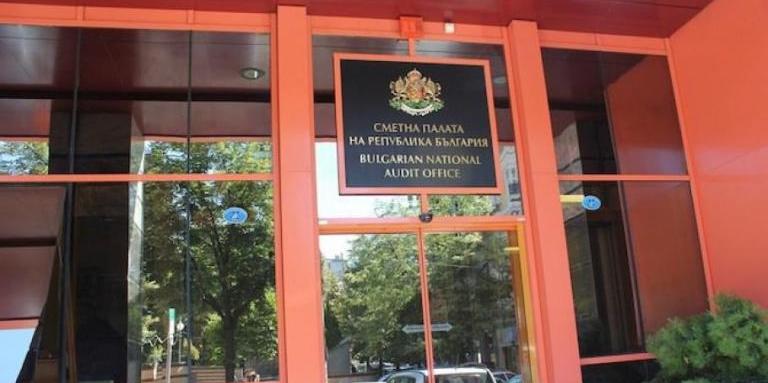 СМЕТНА ПАЛАТА
НА РЕПУБЛИКА БЪЛГАРИЯ
BULGARIAN NATIONAL
AUDIT OFFICE